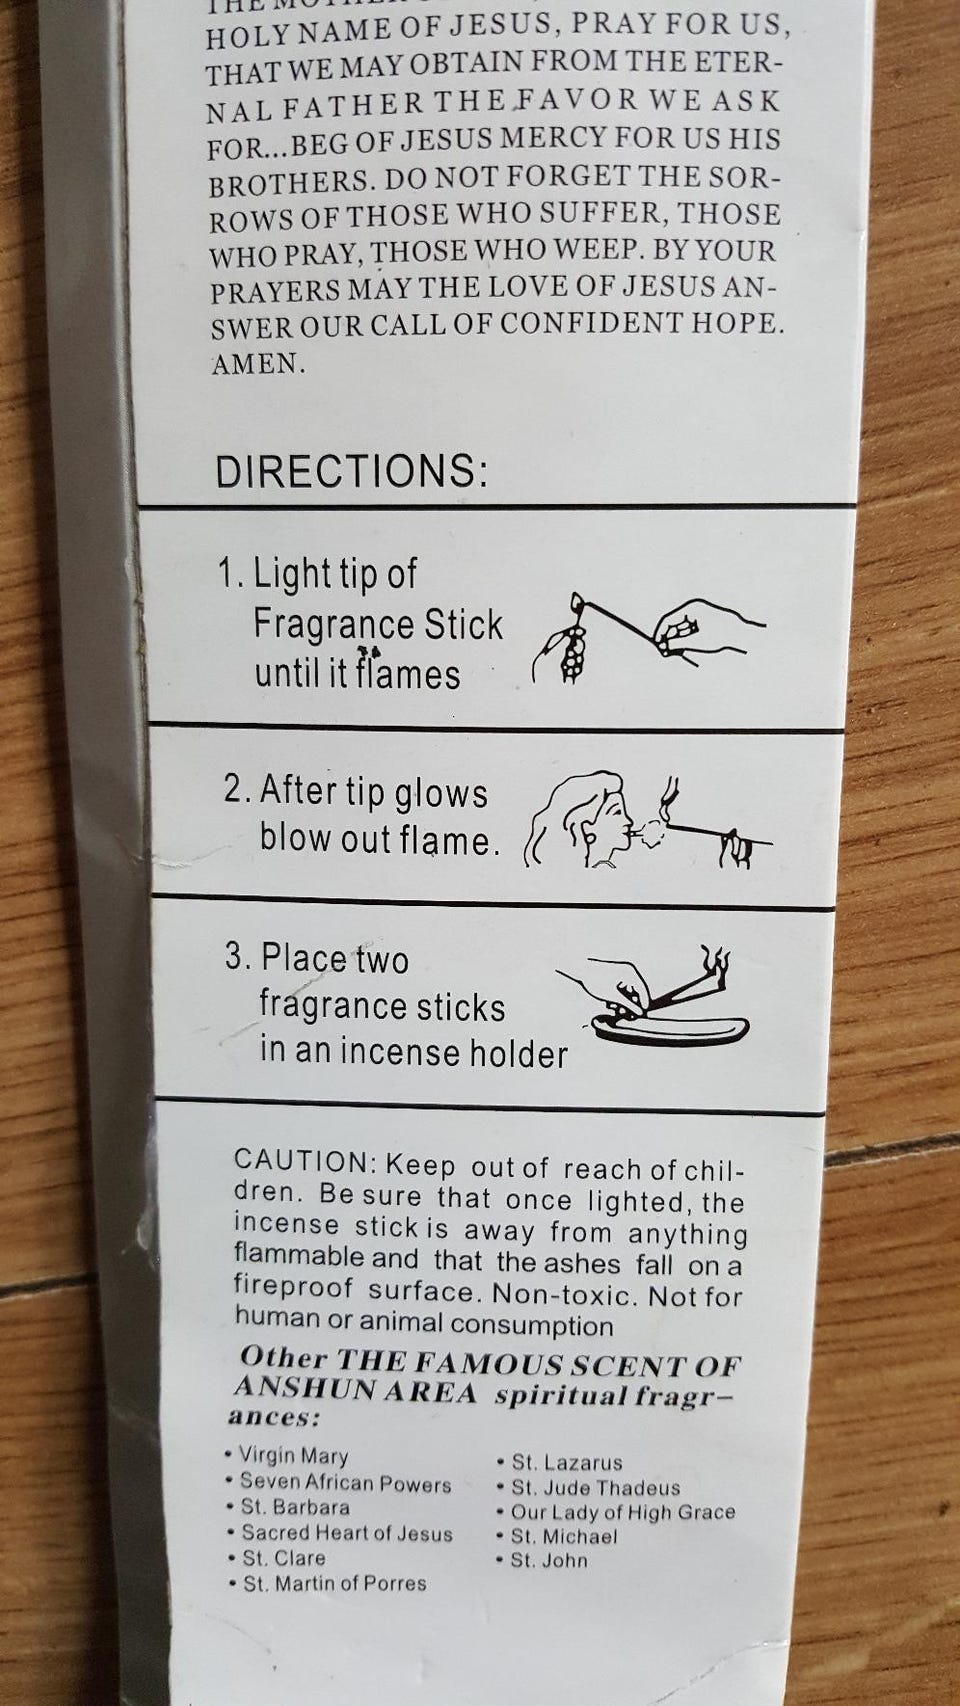 THE MOTHER
HOLY NAME OF JESUS, PRAY FOR US,
THAT WE MAY OBTAIN FROM THE ETER-
NAL FATHER THE FAVOR WE ASK
FOR...BEG OF JESUS MERCY FOR US HIS
BROTHERS. DO NOT FORGET THE SOR-
ROWS OF THOSE WHO SUFFER, THOSE
WHO PRAY, THOSE WHO WEEP. BY YOUR
PRAYERS MAY THE LOVE OF JESUS AN-
SWER OUR CALL OF CONFIDENT HOPE.
AMEN.
DIRECTIONS:
1. Light tip of
Fragrance Stick
until it flames
2. After tip glows
blow out flame.
3. Place two
fragrance sticks
in an incense holder
CAUTION: Keep out of reach of chil-
dren. Be sure that once lighted, the
incense stick is away from anything
flammable and that the ashes fall on a
fireproof surface. Non-toxic. Not for
human or animal consumption
Other THE FAMOUS SCENT OF
ANSHUN AREA spiritual fragr-
ances:
• Virgin Mary
• Seven African Powers
• St. Barbara
• Sacred Heart of Jesus
• St. Clare
• St. Martin of Porres
• St. Lazarus
• St. Jude Thadeus
• Our Lady of High Grace
• St. Michael
• St. John